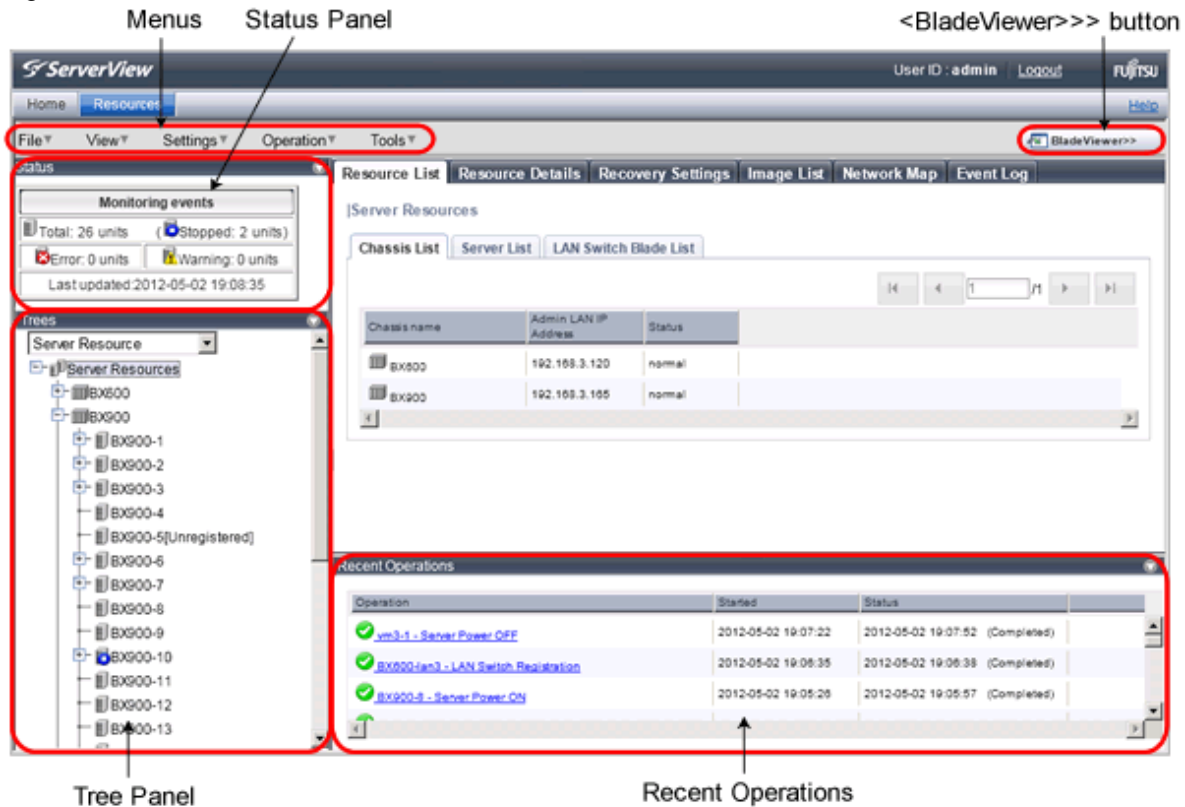 Menus Status Panel <BladeViewer>>> button
ServerView User ID : admin Logout FUJITSU
Home Resources Help
File View Settings Operation Tools BladeViewer>>
Status
Monitoring events
Total: 26 units (Stopped: 2 units)
Error: 0 units Warning: 0 units
Last updated:2012-05-02 19:08:35
Resource List Resource Details Recovery Settings Image List Network Map Event Log
|Server Resources
Chassis List Server List LAN Switch Blade List
1 /1
Chassis name Admin LAN IP Address Status
BX600 192.168.3.120 normal
BX900 192.168.3.165 normal
Trees
Server Resource
Server Resources
BX600
BX900
BX900-1
BX900-2
BX900-3
BX900-4
BX900-5[Unregistered]
BX900-6
BX900-7
BX900-8
BX900-9
BX900-10
BX900-11
BX900-12
BX900-13
Recent Operations
Operation Started Status
vm3-1 - Server Power OFF 2012-05-02 19:07:22 2012-05-02 19:07:52 (Completed)
BX600-lan3 - LAN Switch Registration 2012-05-02 19:06:35 2012-05-02 19:06:38 (Completed)
BX900-8 - Server Power ON 2012-05-02 19:05:26 2012-05-02 19:05:57 (Completed)
Tree Panel Recent Operations